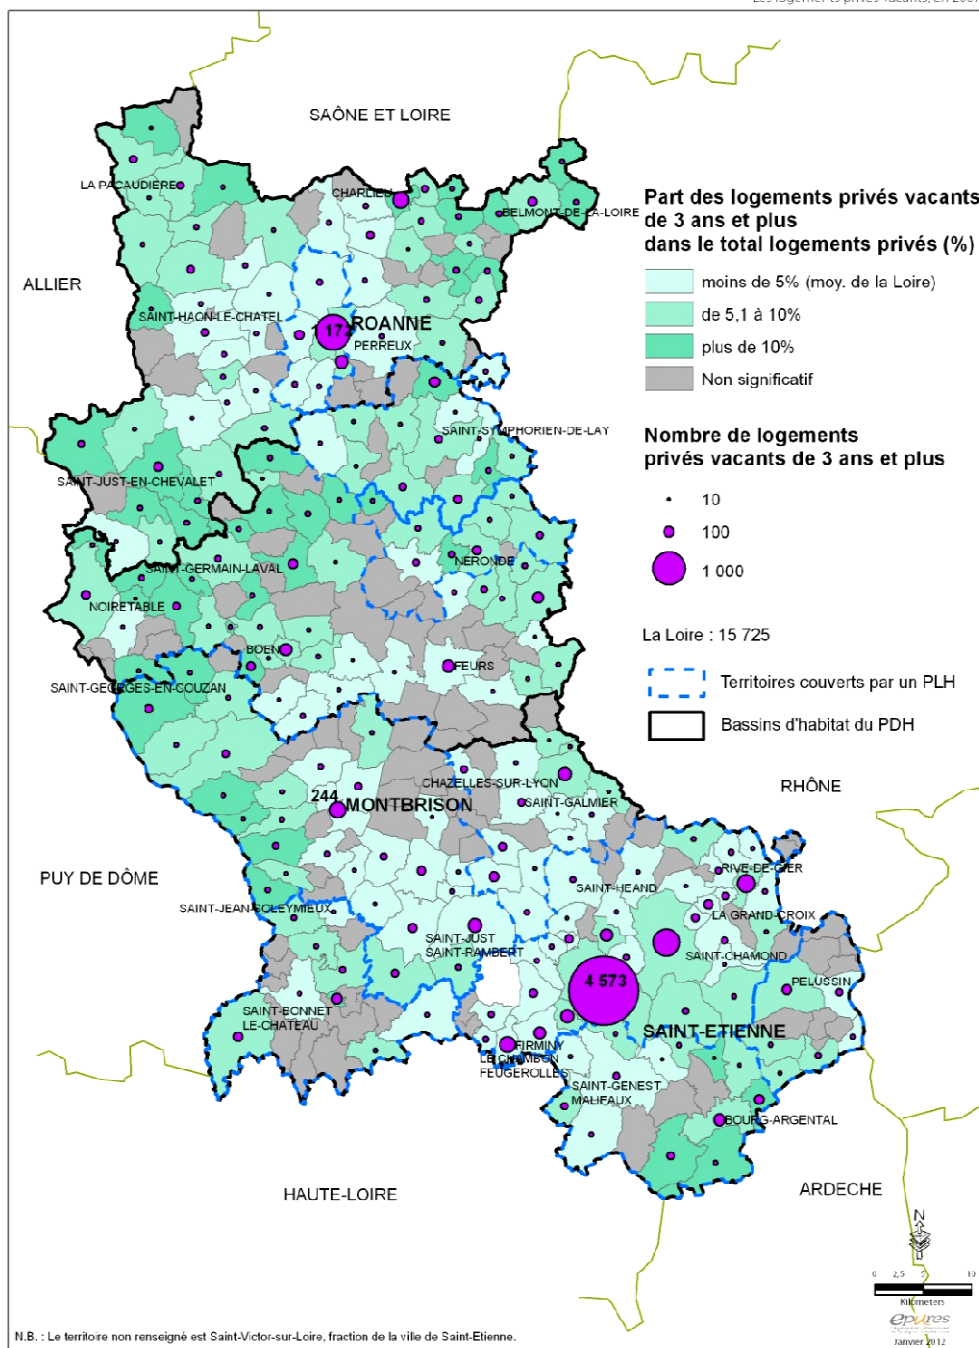 SAÔNE ET LOIRE
LA PACAUDIÈRE
CHARLIEU
BELMONT-DE-LA-LOIRE
ALLIER
SAINT-HAON-LE-CHATEL
ROANNE
PERREUX
SAINT-SYMPHORIEN-DE-LAY
SAINT-JUST-EN-CHEVALET
SAINT-GERMAIN-LAVAL
NERONDE
NOIRETABLE
BOEN
FEURS
SAINT-GEORGES-EN-COUZAN
CHAZELLES-SUR-LYON
244
MONTBRISON
SAINT-GALMIER
RHÔNE
PUY DE DÔME
RIVE-DE-GIER
SAINT-HEAND
LA GRAND-CROIX
SAINT-JEAN-SOLEYMIEUX
SAINT-JUST
SAINT-RAMBERT
SAINT-CHAMOND
4 573
PELUSSIN
SAINT-BONNET
LE-CHATEAU
SAINT-ETIENNE
FIRMINY
LE CHAMBON
FEUGEROLLES
SAINT-GENEST
MALIFAUX
BOURG-ARGENTAL
HAUTE-LOIRE
ARDECHE
Part des logements privés vacants
de 3 ans et plus
dans le total logements privé (%)
moins de 5% (moy. de la Loire)
de 5,1 à 10%
plus de 10%
Non significatif
Nombre de logements
privés vacants de 3 ans et plus
10
100
1 000
La Loire : 15 725
Territoires couverts par un PLH
Bassins d'habitat du PDH
0 2,5 5 10
Kilometers
epures
Janvier 2012
N.B. : Le territoire non renseigné est Saint-Victor-sur-Loire, fraction de la ville de Saint-Etienne.